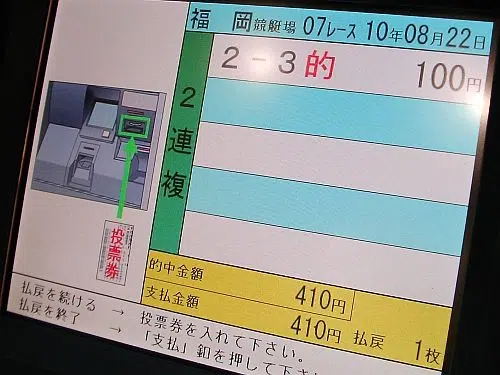 福 岡競艇場 07レース 10年08月22日
2連複
2-3的 100円
投票券
的中金額 410円
支払金額 410円 払戻 1枚
払戻を続ける → 投票券を入れて下さい。
払戻を終了 → 「支払」釦を押して下さい